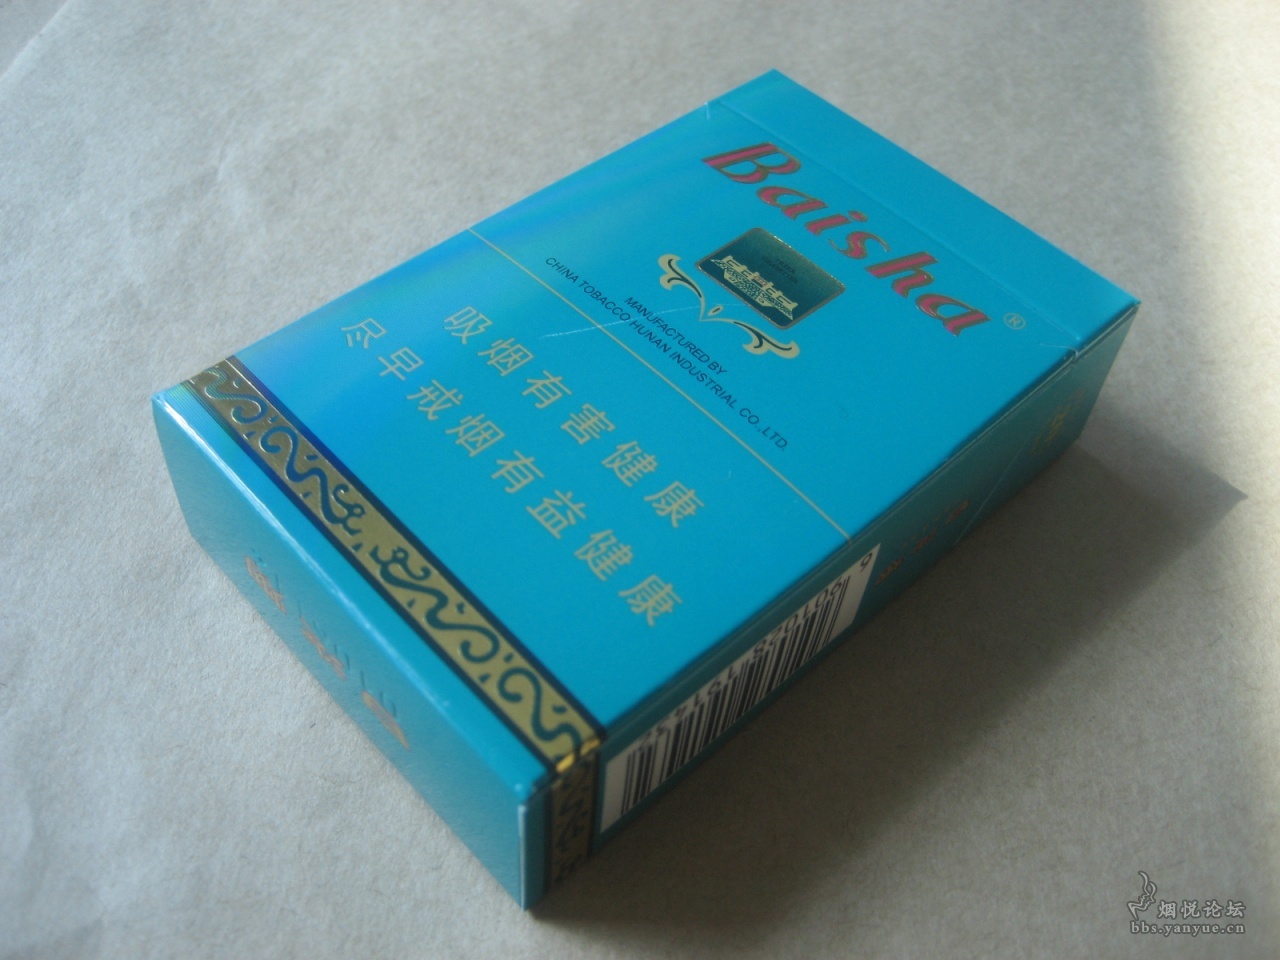 Baisha®
MANUFACTURED BY
CHINA TOBACCO HUNAN INDUSTRIAL CO.,LTD.
吸烟有害健康
尽早戒烟有益健康
烟悦论坛
bbs.yanyue.cn